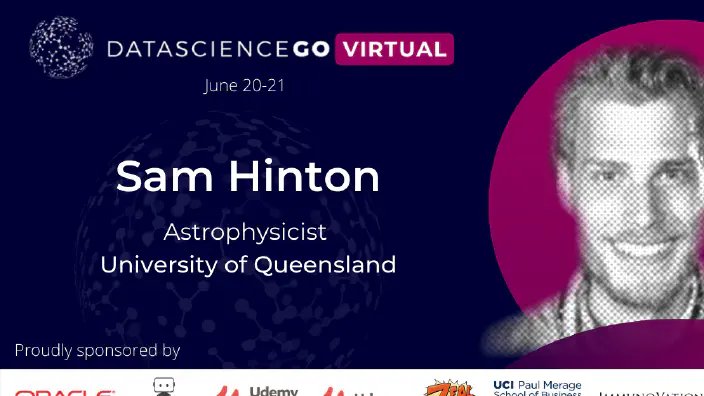 DATASCIENCEGO VIRTUAL
June 20-21
Sam Hinton
Astrophysicist
University of Queensland
Proudly sponsored by
ORACLE
Udemy
UCI Paul Merage
School of Business